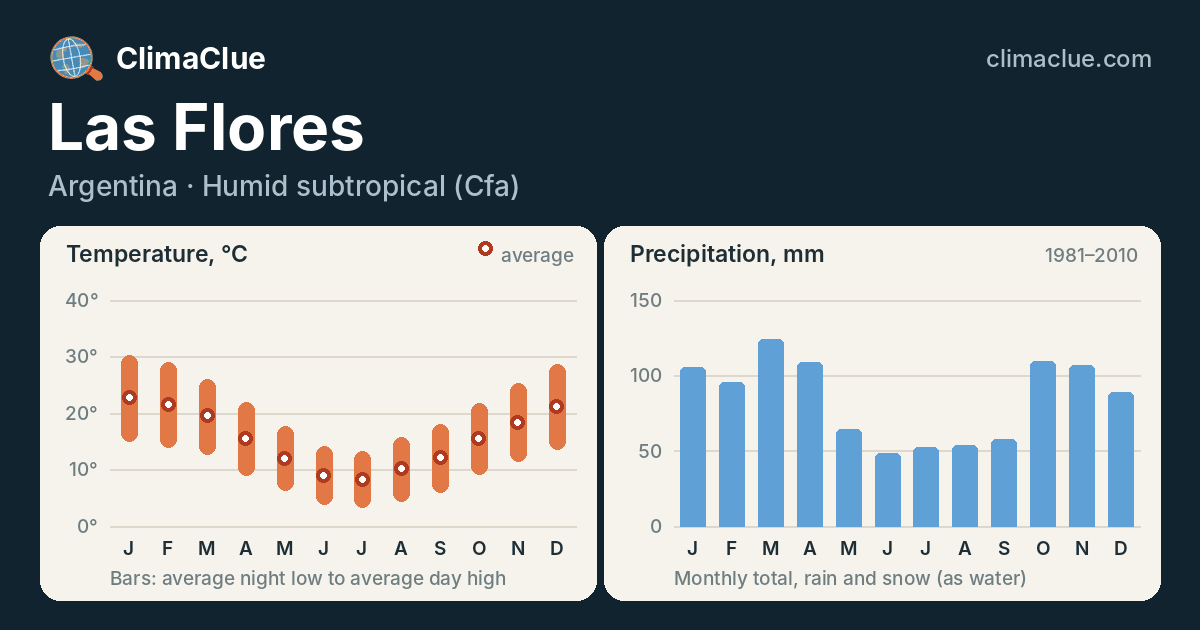 ClimaClue
climaclue.com
Las Flores
Argentina · Humid subtropical (Cfa)
Temperature, °C
average
40°
30°
20°
10°
0°
J F M A M J J A S O N D
Bars: average night low to average day high
Precipitation, mm
1981–2010
150
100
50
0
J F M A M J J A S O N D
Monthly total, rain and snow (as water)